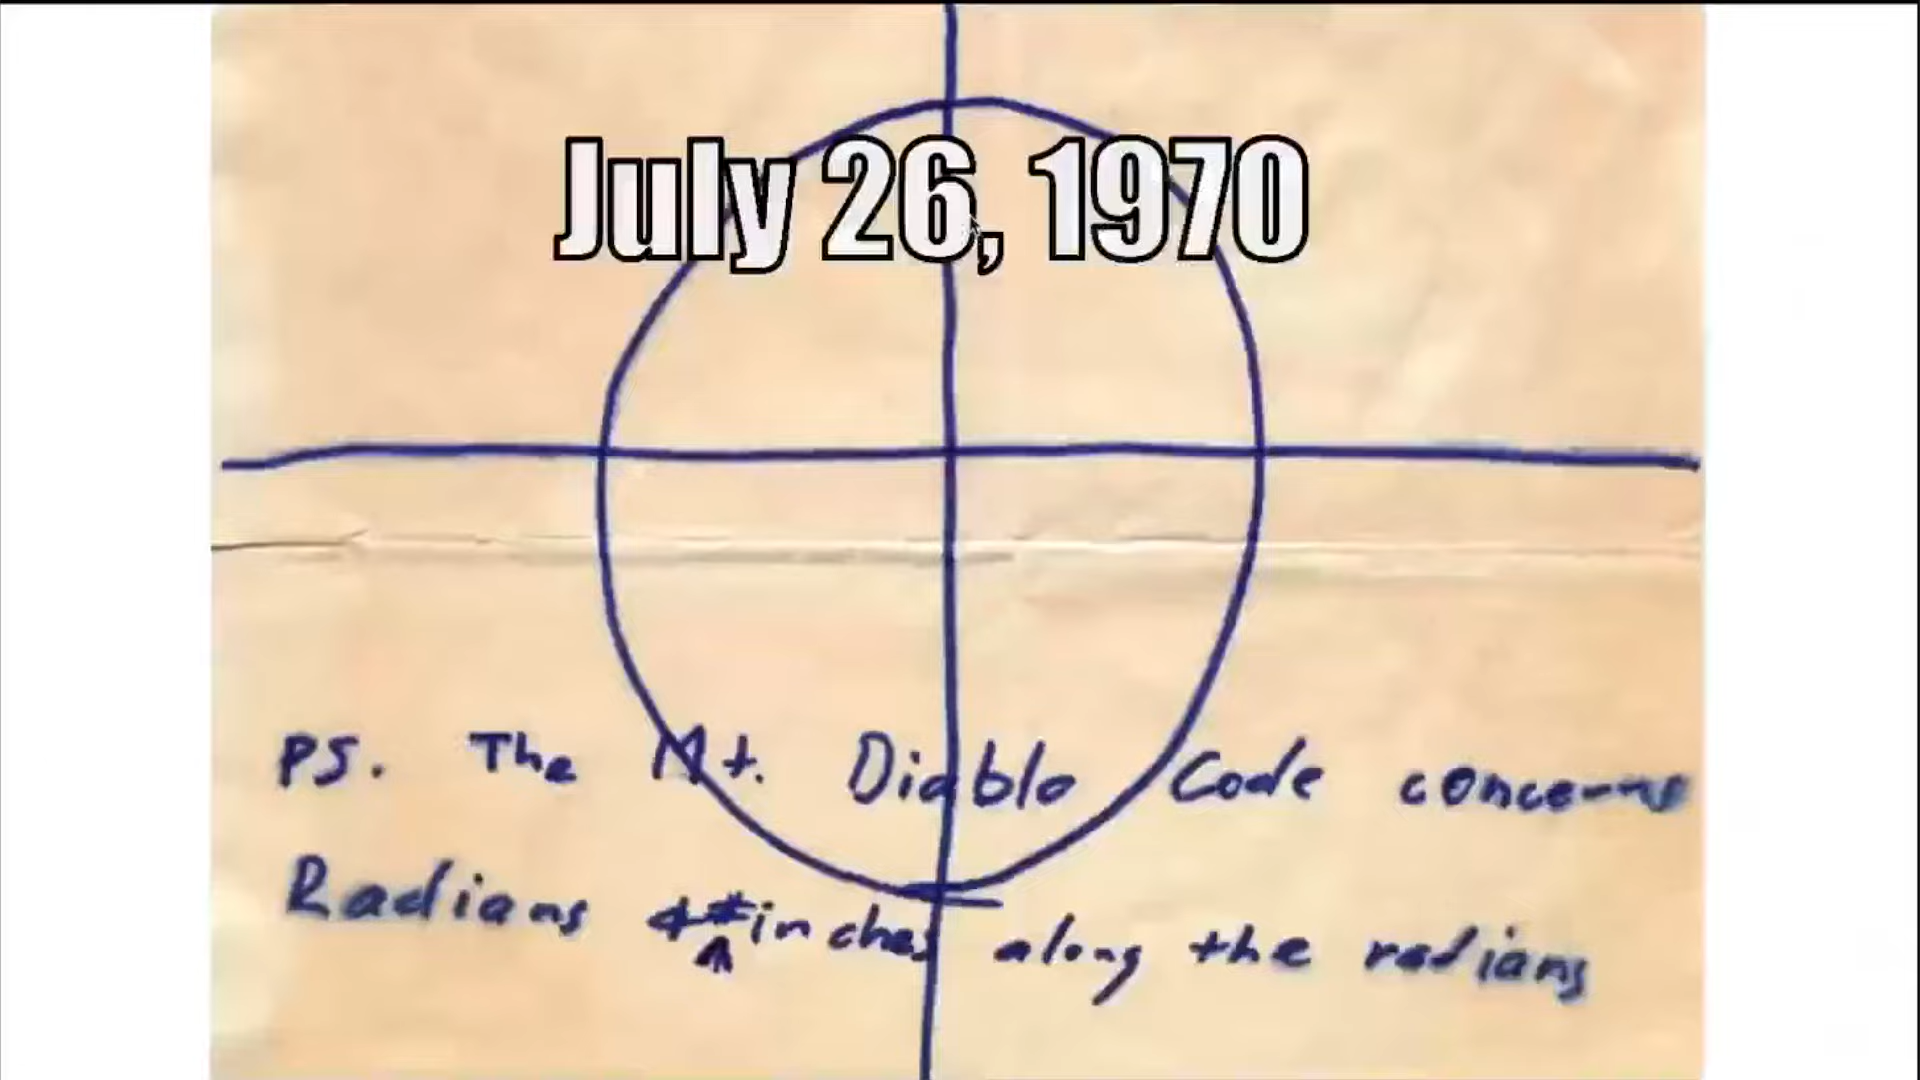 July 26, 1970
PS. The Mt. Diablo Code concerns
Radians & # inches along the radians